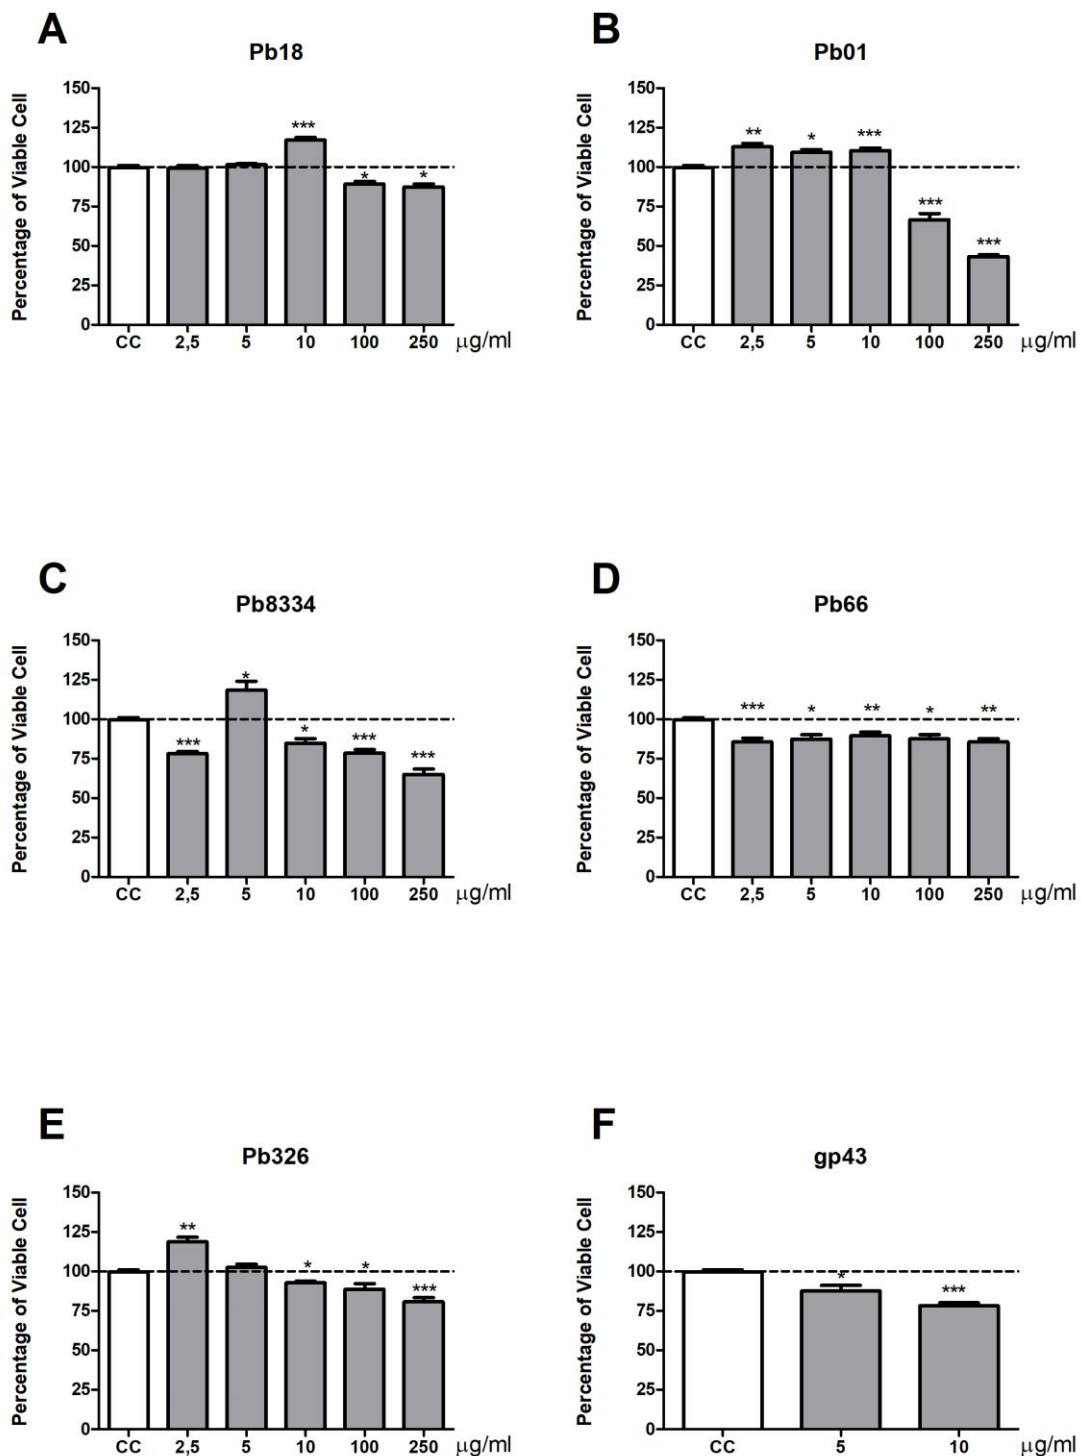 A
Pb18
Percentage of Viable Cell
150
125
100
75
50
25
0
***
*
*
CC 2,5 5 10 100 250 μg/ml
B
Pb01
Percentage of Viable Cell
150
125
100
75
50
25
0
**
*
***
***
***
CC 2,5 5 10 100 250 μg/ml
C
Pb8334
Percentage of Viable Cell
150
125
100
75
50
25
0
***
*
*
***
***
CC 2,5 5 10 100 250 μg/ml
D
Pb66
Percentage of Viable Cell
150
125
100
75
50
25
0
*** * ** * **
CC 2,5 5 10 100 250 μg/ml
E
Pb326
Percentage of Viable Cell
150
125
100
75
50
25
0
**
*
*
***
CC 2,5 5 10 100 250 μg/ml
F
gp43
Percentage of Viable Cell
150
125
100
75
50
25
0
*
***
CC 5 10 μg/ml